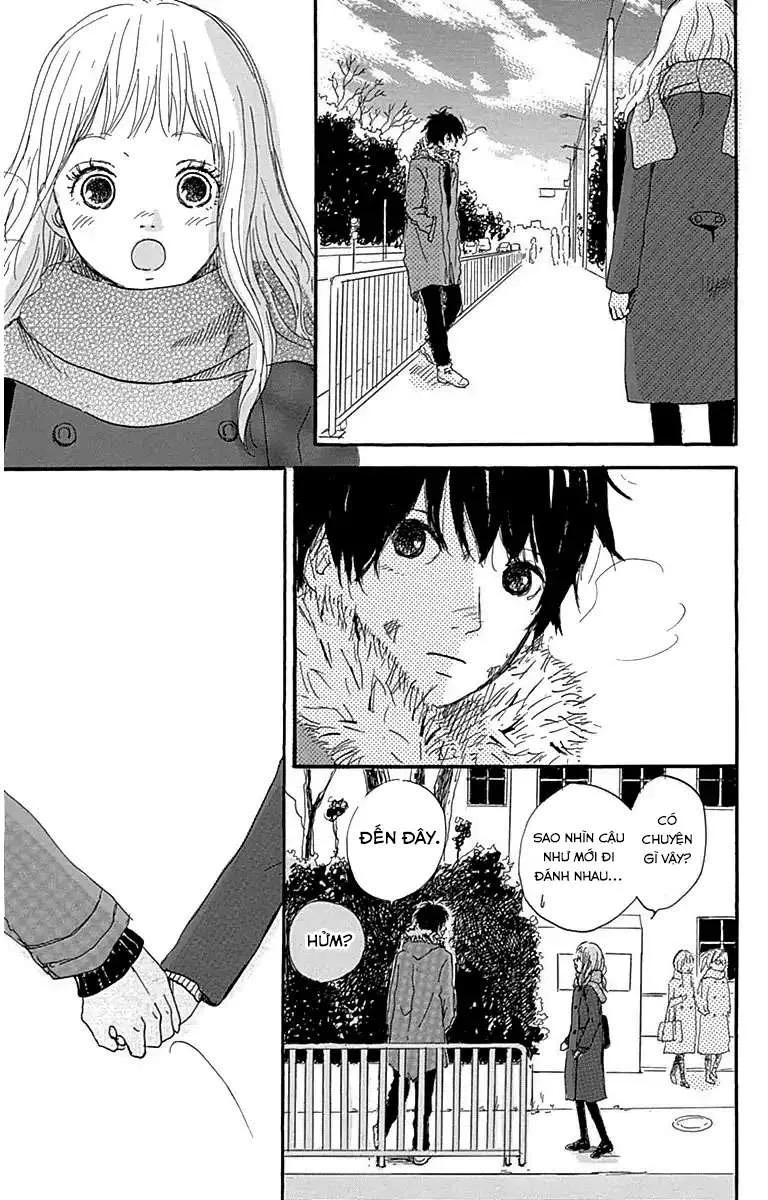 CÓ
CHUYỆN
GÌ VẬY?
SAO NHÌN CẬU
NHƯ MỚI ĐI
ĐÁNH NHAU...
ĐẾN ĐÂY.
HỬM?